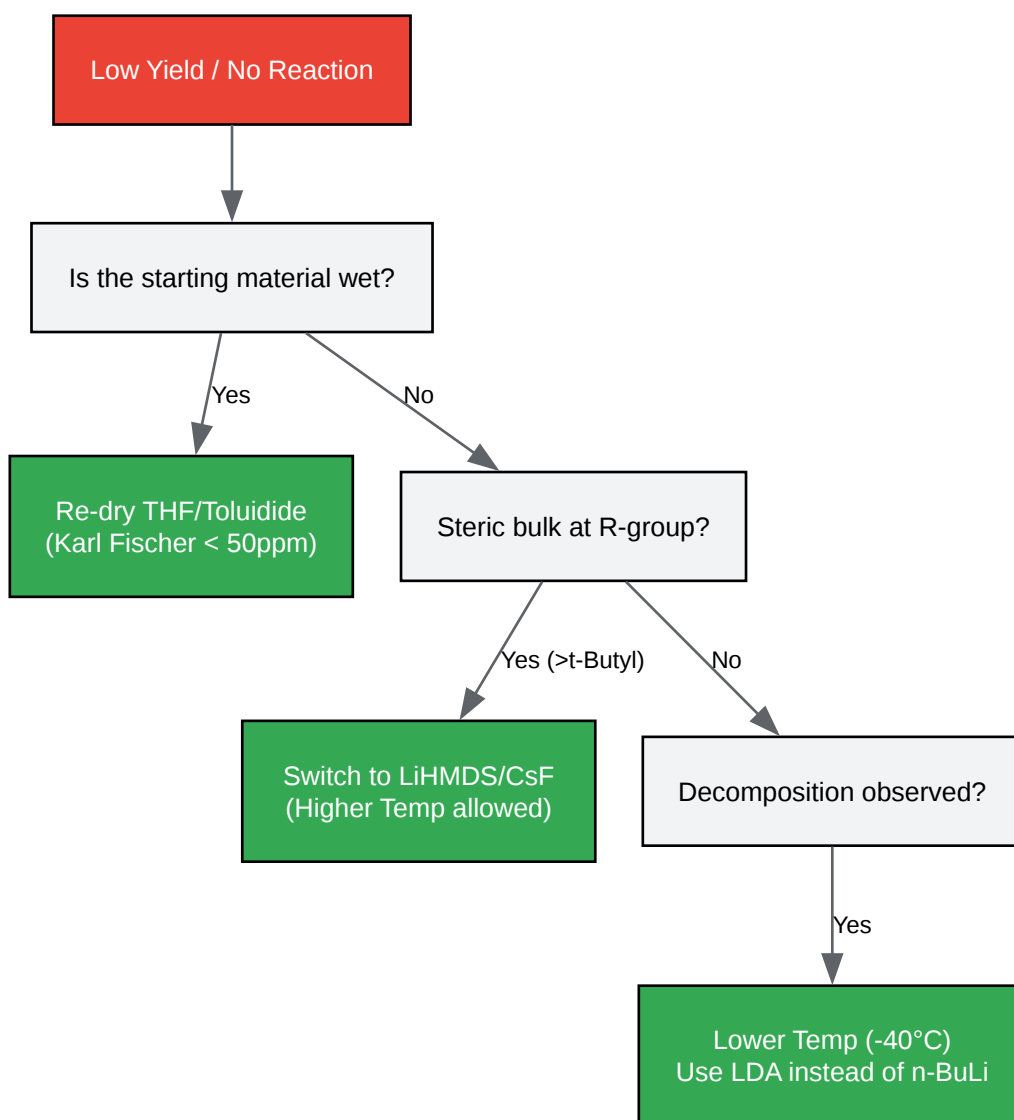 Low Yield / No Reaction
Is the starting material wet?
Yes
No
Re-dry THF/Toluidide
(Karl Fischer < 50ppm)
Steric bulk at R-group?
Yes (>t-Butyl)
No
Switch to LiHMDS/CsF
(Higher Temp allowed)
Decomposition observed?
Yes
Lower Temp (-40°C)
Use LDA instead of n-BuLi